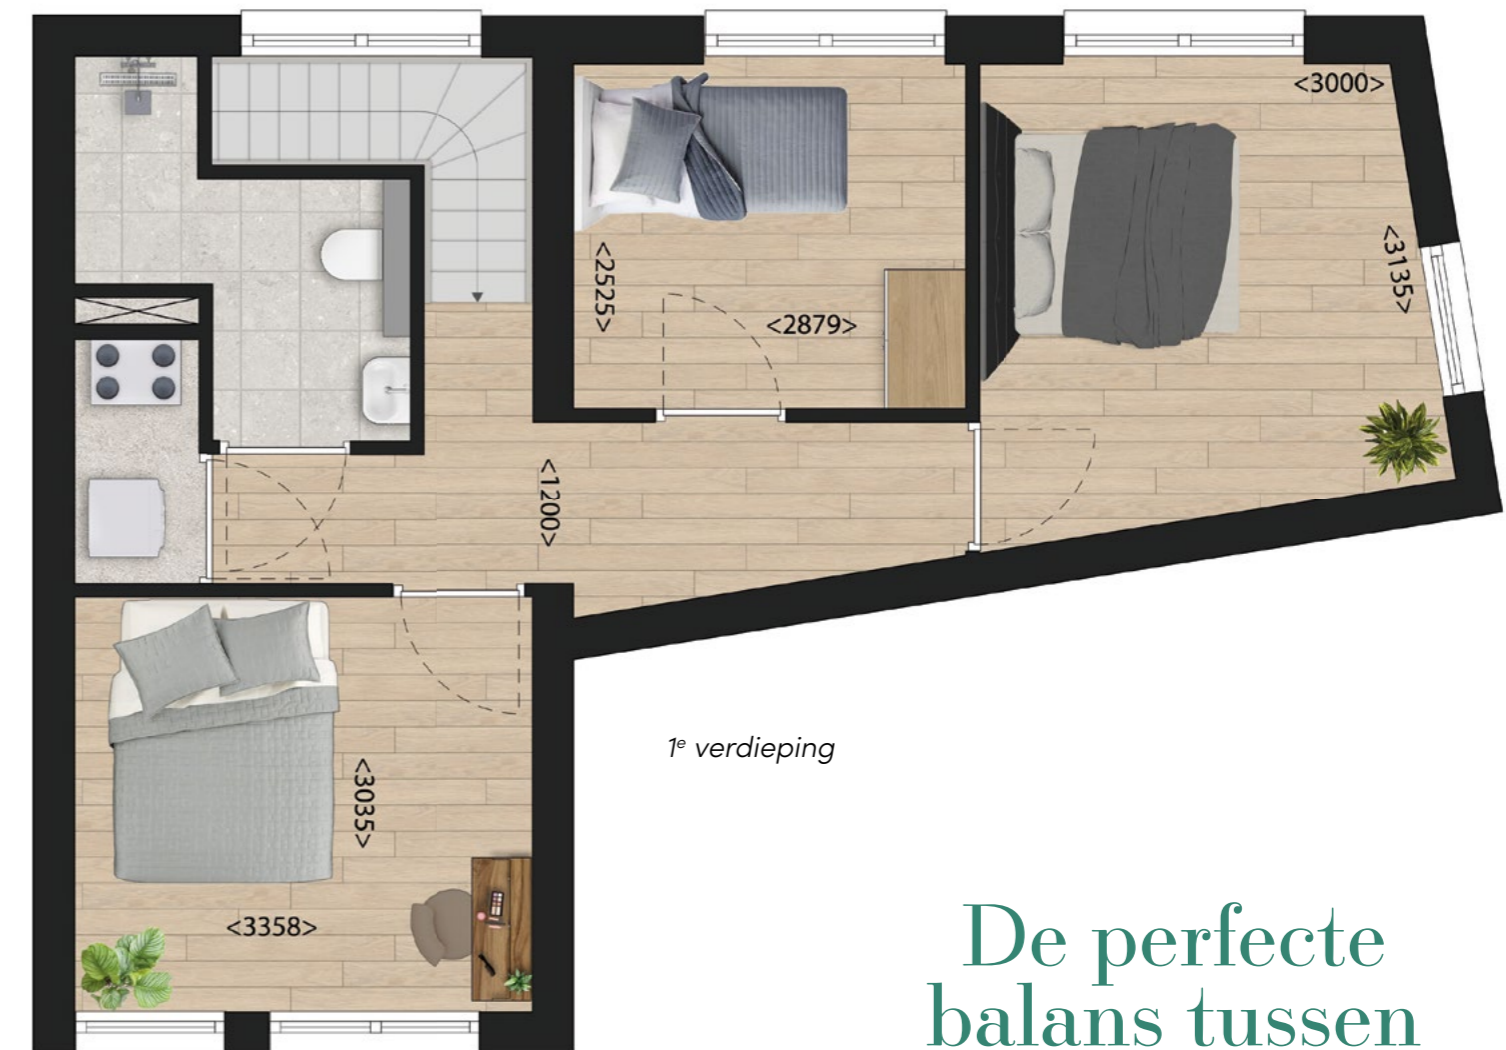 <3000>
<3135>
<2525>
<2879>
<1200>
1e verdieping
<3035>
<3358>
De perfecte
balans tussen